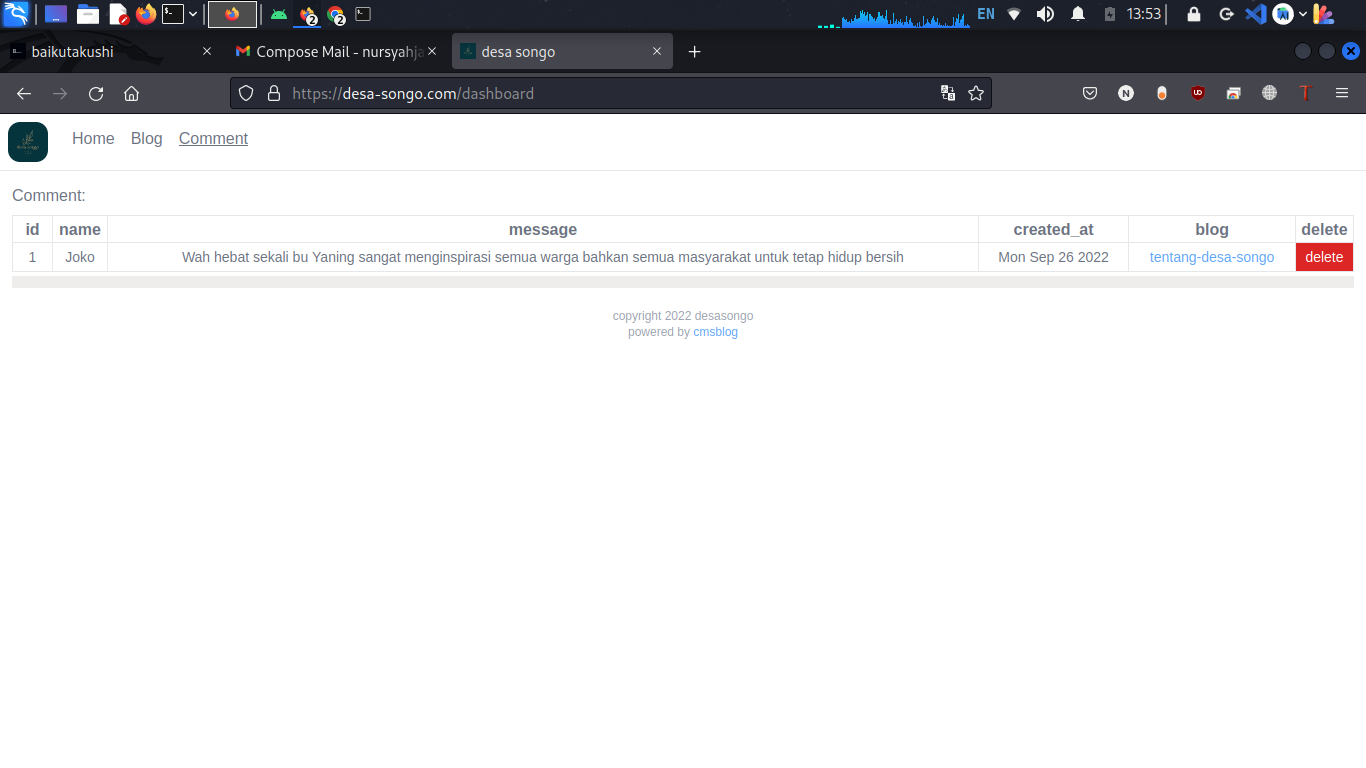 EN 13:53
baikutakushi Compose Mail - nursyahja desa songo
https://desa-songo.com/dashboard
Home Blog Comment
Comment:
id name message created_at blog delete
1 Joko Wah hebat sekali bu Yaning sangat menginspirasi semua warga bahkan semua masyarakat untuk tetap hidup bersih Mon Sep 26 2022 tentang-desa-songo delete
copyright 2022 desasongo
powered by cmsblog